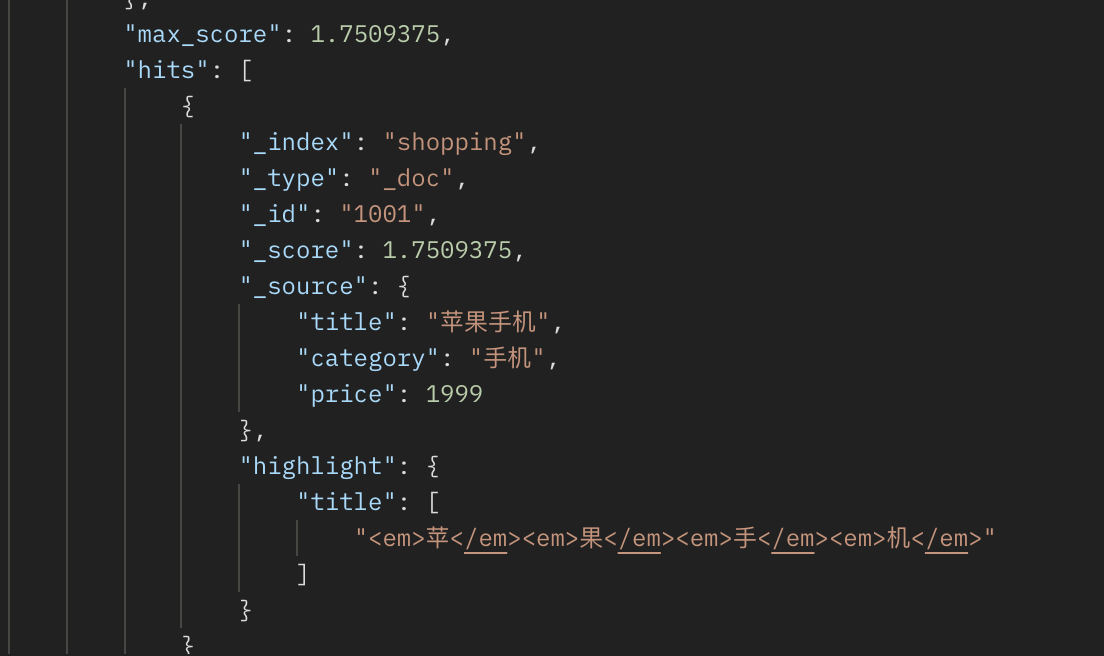 },
"max_score": 1.7509375,
"hits": [
{
"_index": "shopping",
"_type": "_doc",
"_id": "1001",
"_score": 1.7509375,
"_source": {
"title": "苹果手机",
"category": "手机",
"price": 1999
},
"highlight": {
"title": [
"<em>苹</em><em>果</em><em>手</em><em>机</em>"
]
}
}